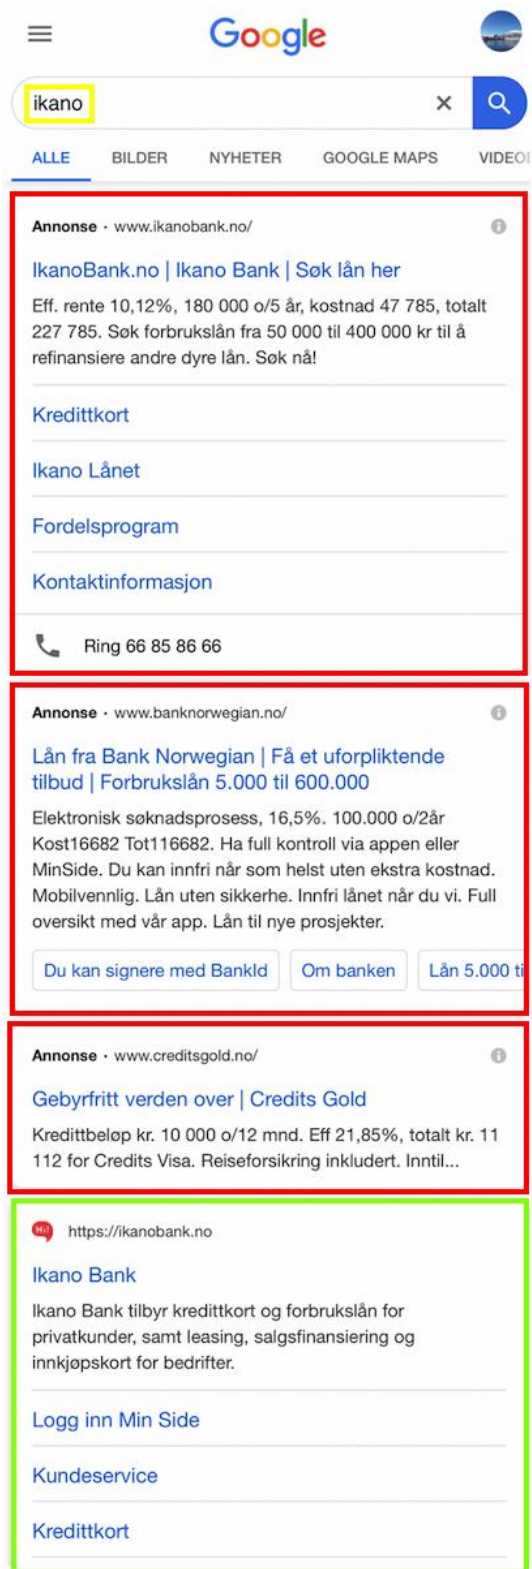 Google
ikano
ALLE BILDER NYHETER GOOGLE MAPS VIDEO
Annonse · www.ikanobank.no/
IkanoBank.no | Ikano Bank | Søk lån her
Eff. rente 10,12%, 180 000 o/5 år, kostnad 47 785, totalt
227 785. Søk forbrukslån fra 50 000 til 400 000 kr til å
refinansiere andre dyre lån. Søk nå!
Kredittkort
Ikano Lånet
Fordelsprogram
Kontaktinformasjon
Ring 66 85 86 66
Annonse · www.banknorwegian.no/
Lån fra Bank Norwegian | Få et uforpliktende
tilbud | Forbrukslån 5.000 til 600.000
Elektronisk søknadsprosess, 16,5%. 100.000 o/2år
Kost16682 Tot116682. Ha full kontroll via appen eller
MinSide. Du kan innfri når som helst uten ekstra kostnad.
Mobilvennlig. Lån uten sikkerhe. Innfri lånet når du vi. Full
oversikt med vår app. Lån til nye prosjekter.
Du kan signere med BankId Om banken Lån 5.000 ti
Annonse · www.creditsgold.no/
Gebyrfritt verden over | Credits Gold
Kredittbeløp kr. 10 000 o/12 mnd. Eff 21,85%, totalt kr. 11
112 for Credits Visa. Reiseforsikring inkludert. Inntil...
Hi! https://ikanobank.no
Ikano Bank
Ikano Bank tilbyr kredittkort og forbrukslån for
privatkunder, samt leasing, salgsfinansiering og
innkjøpskort for bedrifter.
Logg inn Min Side
Kundeservice
Kredittkort